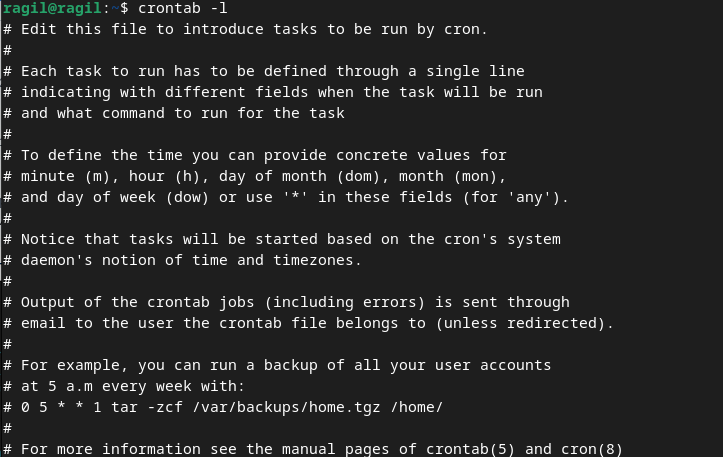 ragil@ragil:~$ crontab -l
# Edit this file to introduce tasks to be run by cron.
#
# Each task to run has to be defined through a single line
# indicating with different fields when the task will be run
# and what command to run for the task
#
# To define the time you can provide concrete values for
# minute (m), hour (h), day of month (dom), month (mon),
# and day of week (dow) or use '*' in these fields (for 'any').
#
# Notice that tasks will be started based on the cron's system
# daemon's notion of time and timezones.
#
# Output of the crontab jobs (including errors) is sent through
# email to the user the crontab file belongs to (unless redirected).
#
# For example, you can run a backup of all your user accounts
# at 5 a.m every week with:
# 0 5 * * 1 tar -zcf /var/backups/home.tgz /home/
#
# For more information see the manual pages of crontab(5) and cron(8)